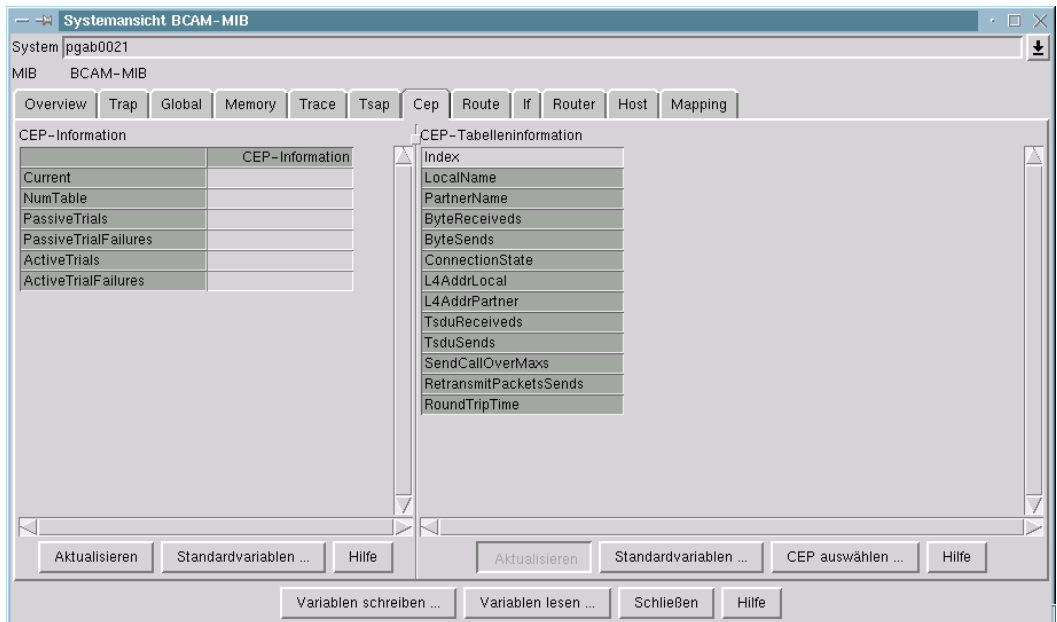 Systemansicht BCAM-MIB
System pgab0021
MIB BCAM-MIB
Overview Trap Global Memory Trace Tsap Cep Route If Router Host Mapping
CEP-Information
CEP-Information
Current
NumTable
PassiveTrials
PassiveTrialFailures
ActiveTrials
ActiveTrialFailures
Aktualisieren Standardvariablen ... Hilfe
CEP-Tabelleninformation
Index
LocalName
PartnerName
ByteReceiveds
ByteSends
ConnectionState
L4AddrLocal
L4AddrPartner
TsduReceiveds
TsduSends
SendCallOverMaxs
RetransmitPacketsSends
RoundTripTime
Aktualisieren Standardvariablen ... CEP auswählen ... Hilfe
Variablen schreiben ... Variablen lesen ... Schließen Hilfe